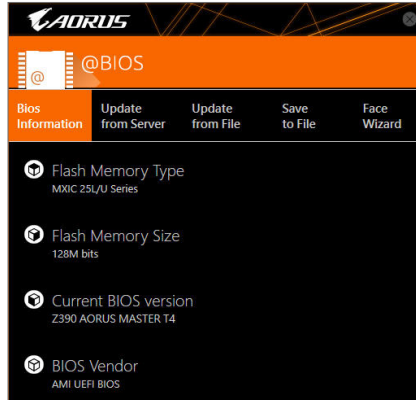 AORUS
@BIOS
@
Bios Information
Update from Server
Update from File
Save to File
Face Wizard
Flash Memory Type
MXIC 25L/U Series
Flash Memory Size
128M bits
Current BIOS version
Z390 AORUS MASTER T4
BIOS Vendor
AMI UEFI BIOS